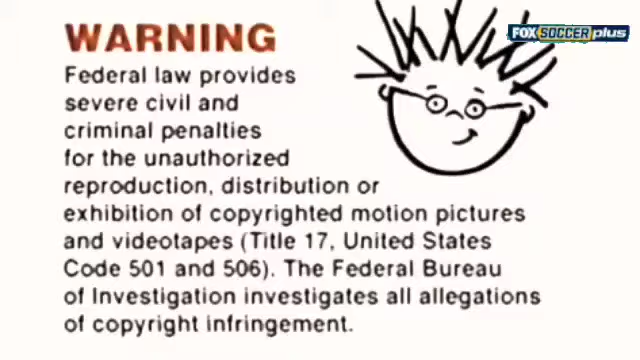 FOX SOCCER plus
WARNING
Federal law provides
severe civil and
criminal penalties
for the unauthorized
reproduction, distribution or
exhibition of copyrighted motion pictures
and videotapes (Title 17, United States
Code 501 and 506). The Federal Bureau
of Investigation investigates all allegations
of copyright infringement.